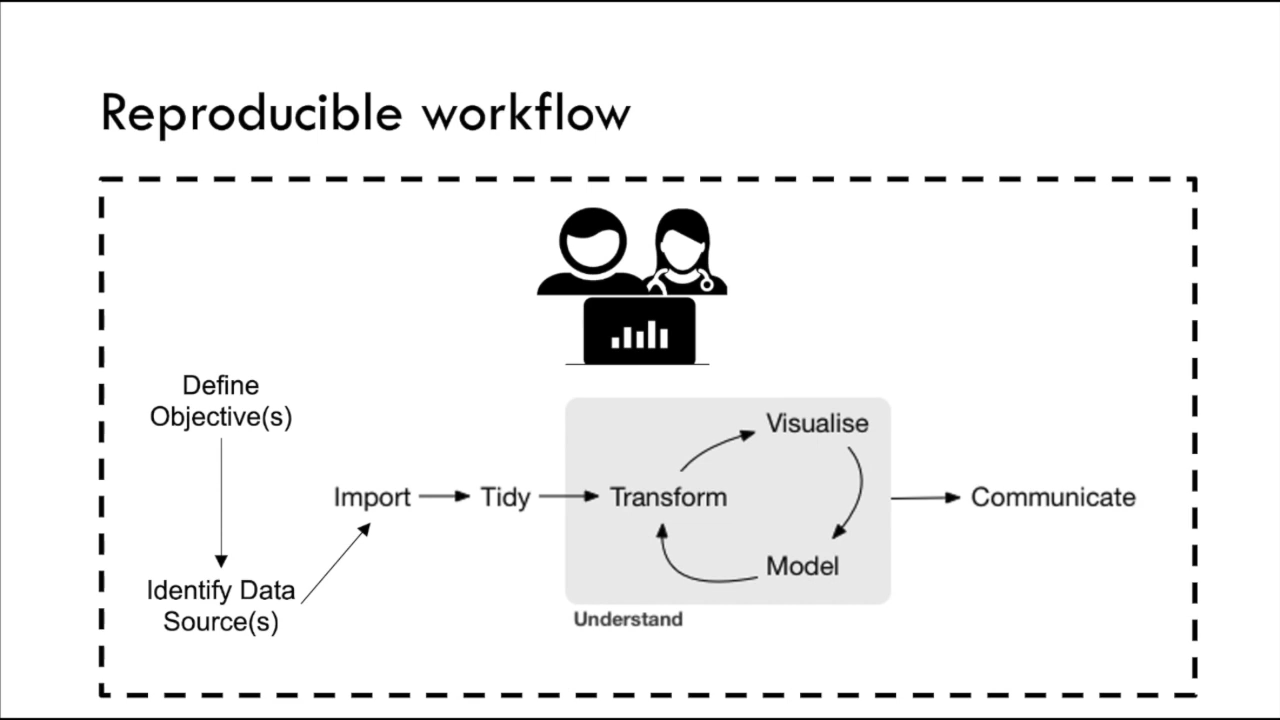 Reproducible workflow
Define
Objective(s)
Visualise
Import
Tidy
Transform
Communicate
Model
Identify Data
Source(s)
Understand